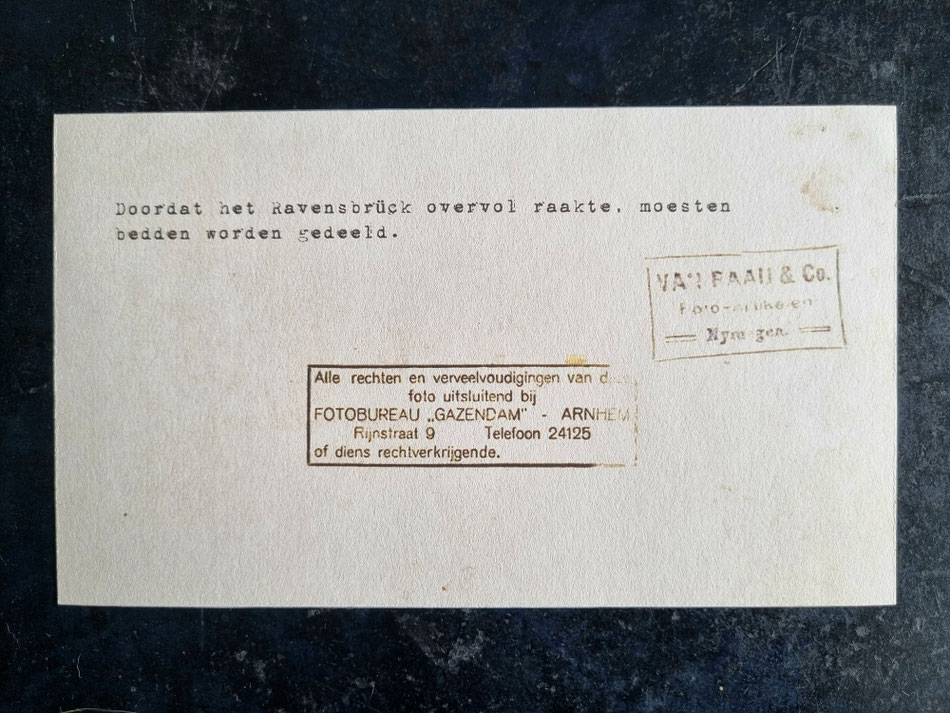 Doordat het Ravensbrück overvol raakte, moesten
bedden worden gedeeld.
& Co.
Alle rechten en verveelvoudigingen van
foto uitsluitend bij
FOTOBUREAU „GAZENDAM" - ARNHEM
Rijnstraat 9 Telefoon 24125
of diens rechtverkrijgende.